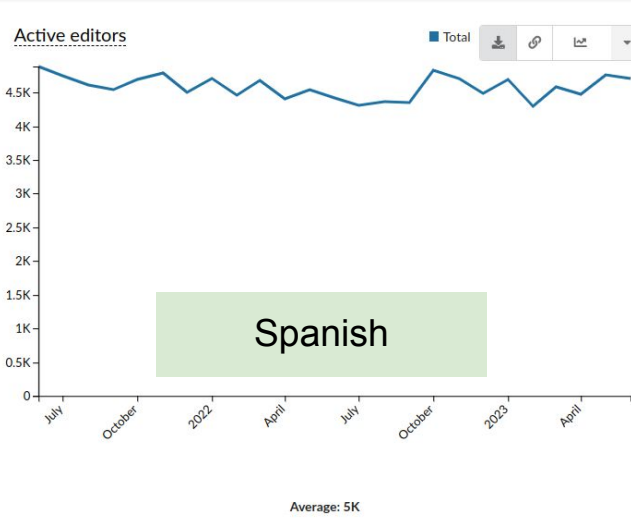 Active editors
Total
4.5K
4K
3.5K
3K
2.5K
2K
1.5K
1K
0.5K
0
Spanish
July
October
2022
April
July
October
2023
April
Average: 5K